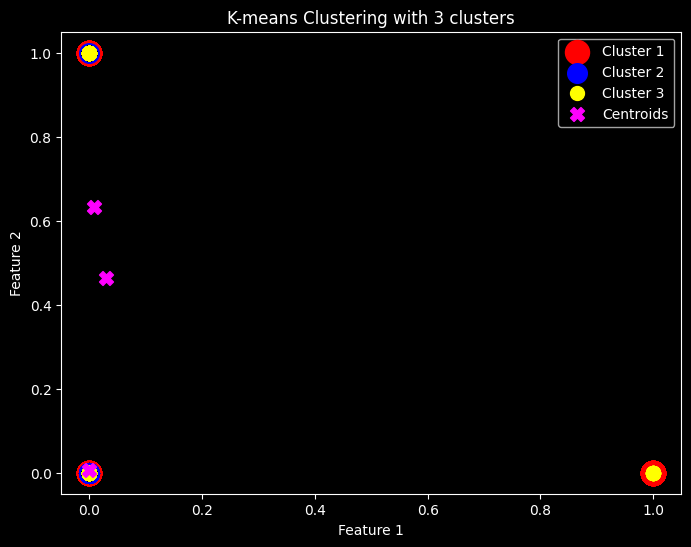 K-means Clustering with 3 clusters
Cluster 1
Cluster 2
Cluster 3
Centroids
1.0
0.8
0.6
0.4
0.2
0.0
Feature 2
0.0 0.2 0.4 0.6 0.8 1.0
Feature 1